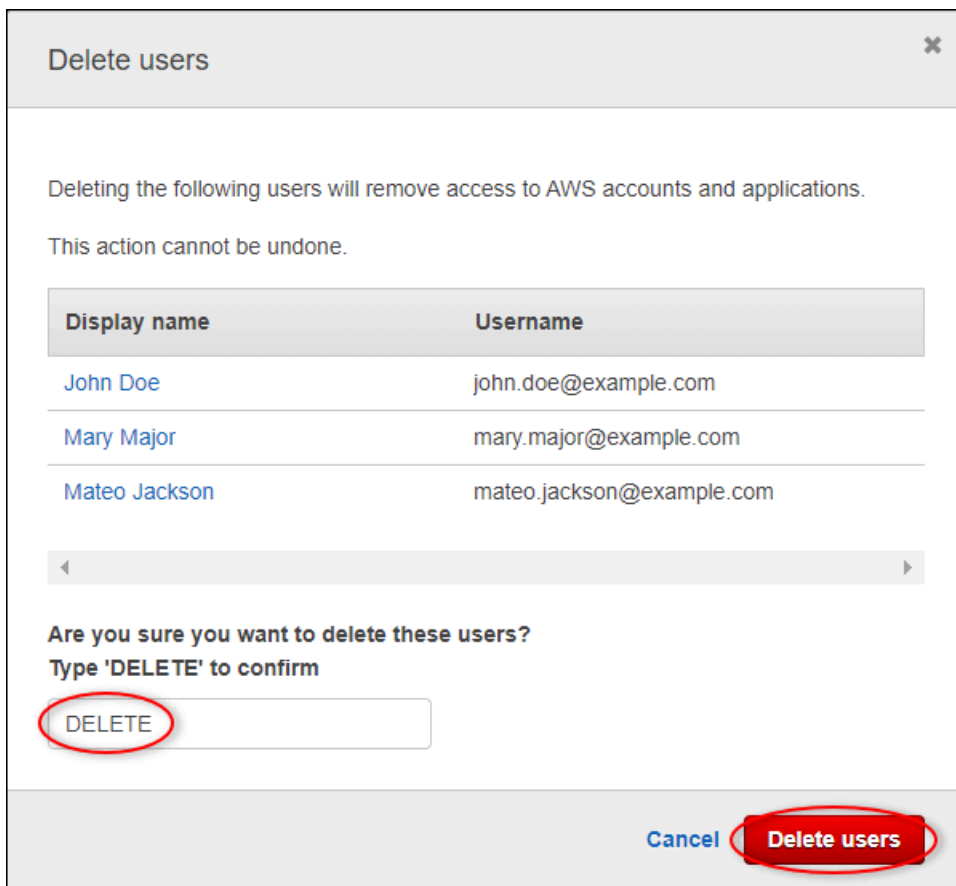 Delete users
Deleting the following users will remove access to AWS accounts and applications.
This action cannot be undone.
Display name Username
John Doe john.doe@example.com
Mary Major mary.major@example.com
Mateo Jackson mateo.jackson@example.com
Are you sure you want to delete these users?
Type 'DELETE' to confirm
DELETE
Cancel Delete users